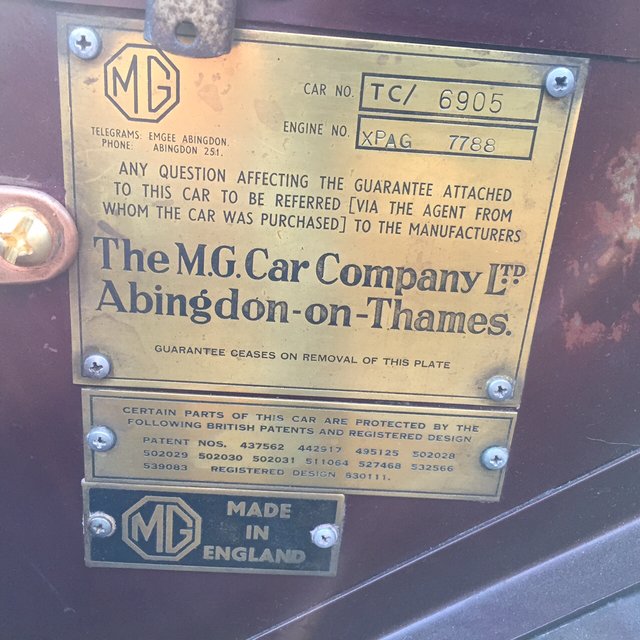 MG
CAR NO. TC/ 6905
TELEGRAMS: EMGEE ABINGDON.
PHONE: ABINGDON 251.
ENGINE NO. XPAG 7788
ANY QUESTION AFFECTING THE GUARANTEE ATTACHED
TO THIS CAR TO BE REFERRED [VIA THE AGENT FROM
WHOM THE CAR WAS PURCHASED] TO THE MANUFACTURERS
The M.G. Car Company LTD.
Abingdon-on-Thames.
GUARANTEE CEASES ON REMOVAL OF THIS PLATE
CERTAIN PARTS OF THIS CAR ARE PROTECTED BY THE
FOLLOWING BRITISH PATENTS AND REGISTERED DESIGN
PATENT NOS. 437562 442917 495125 502028
502029 502030 502031 511064 527468 532566
539083 REGISTERED DESIGN 830111.
MG
MADE
IN
ENGLAND